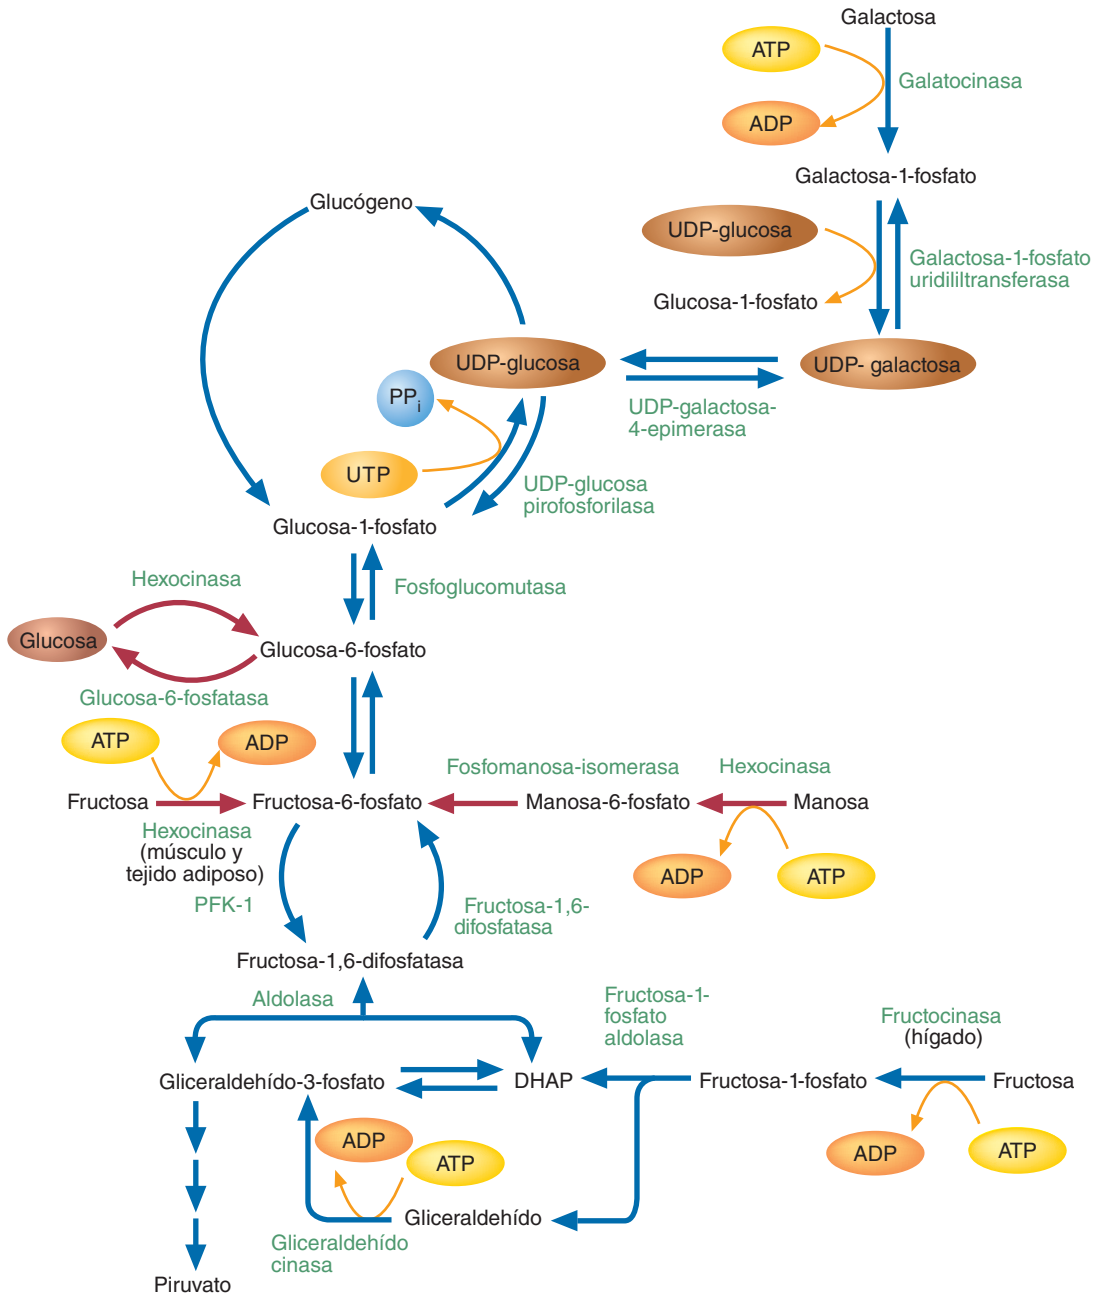 Galactosa
ATP
Galatocinasa
ADP
Galactosa-1-fosfato
Glucógeno
UDP-glucosa
Galactosa-1-fosfato
uridililtransferasa
Glucosa-1-fosfato
UDP-glucosa
UDP- galactosa
PPi
UDP-galactosa-
4-epimerasa
UTP
UDP-glucosa
pirofosforilasa
Glucosa-1-fosfato
Hexocinasa
Fosfoglucomutasa
Glucosa
Glucosa-6-fosfato
Glucosa-6-fosfatasa
ATP
ADP
Fosfomanosa-isomerasa
Hexocinasa
Fructosa
Fructosa-6-fosfato
Manosa-6-fosfato
Manosa
Hexocinasa
(músculo y
tejido adiposo)
ADP
ATP
PFK-1
Fructosa-1,6-
difosfatasa
Fructosa-1,6-difosfatasa
Aldolasa
Fructosa-1-
fosfato
aldolasa
Fructocinasa
(hígado)
Gliceraldehído-3-fosfato
DHAP
Fructosa-1-fosfato
Fructosa
ADP
ATP
ADP
ATP
Gliceraldehído
Gliceraldehído
cinasa
Piruvato